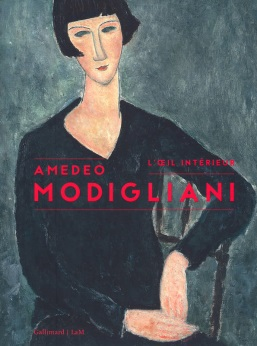 AMEDEO
L'ŒIL INTÉRIEUR
MODIGLIANI
Gallimard | LaM